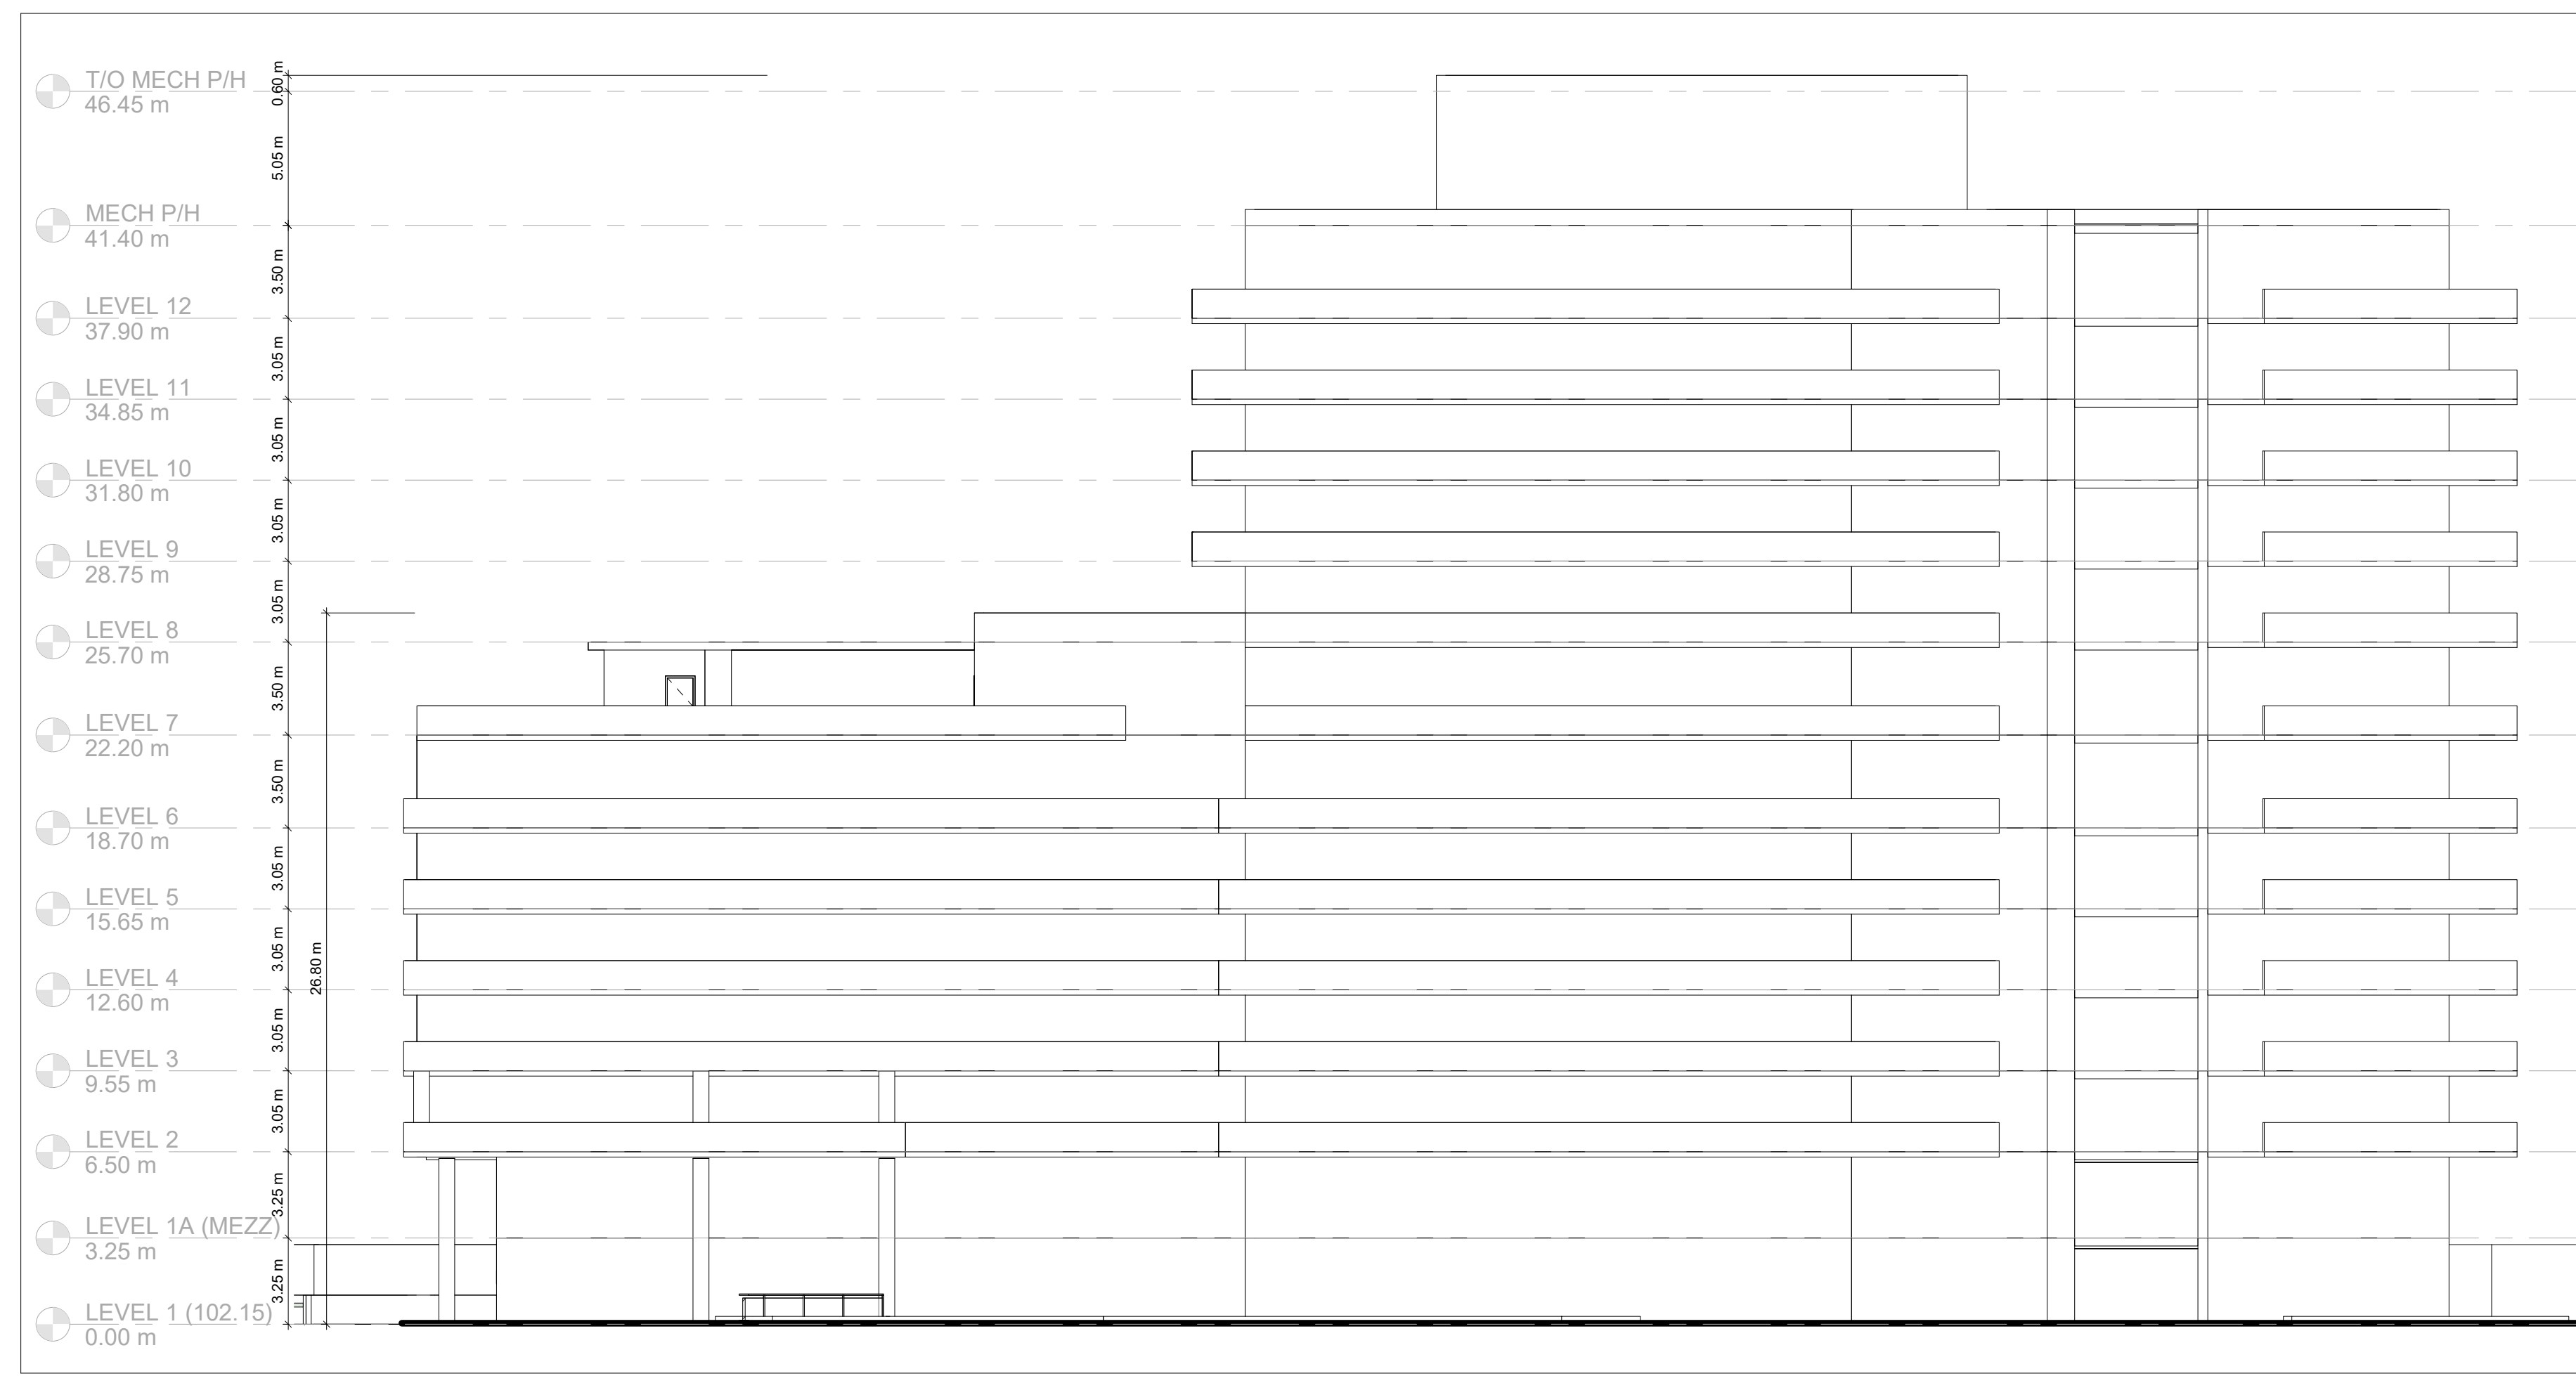 T/O MECH P/H
46.45 m
0.60 m
5.05 m
MECH P/H
41.40 m
3.50 m
LEVEL 12
37.90 m
3.05 m
LEVEL 11
34.85 m
3.05 m
LEVEL 10
31.80 m
3.05 m
LEVEL 9
28.75 m
3.05 m
LEVEL 8
25.70 m
3.50 m
LEVEL 7
22.20 m
3.50 m
LEVEL 6
18.70 m
3.05 m
LEVEL 5
15.65 m
3.05 m
26.80 m
LEVEL 4
12.60 m
3.05 m
LEVEL 3
9.55 m
3.05 m
LEVEL 2
6.50 m
3.25 m
LEVEL 1A (MEZZ)
3.25 m
3.25 m
LEVEL 1 (102.15)
0.00 m